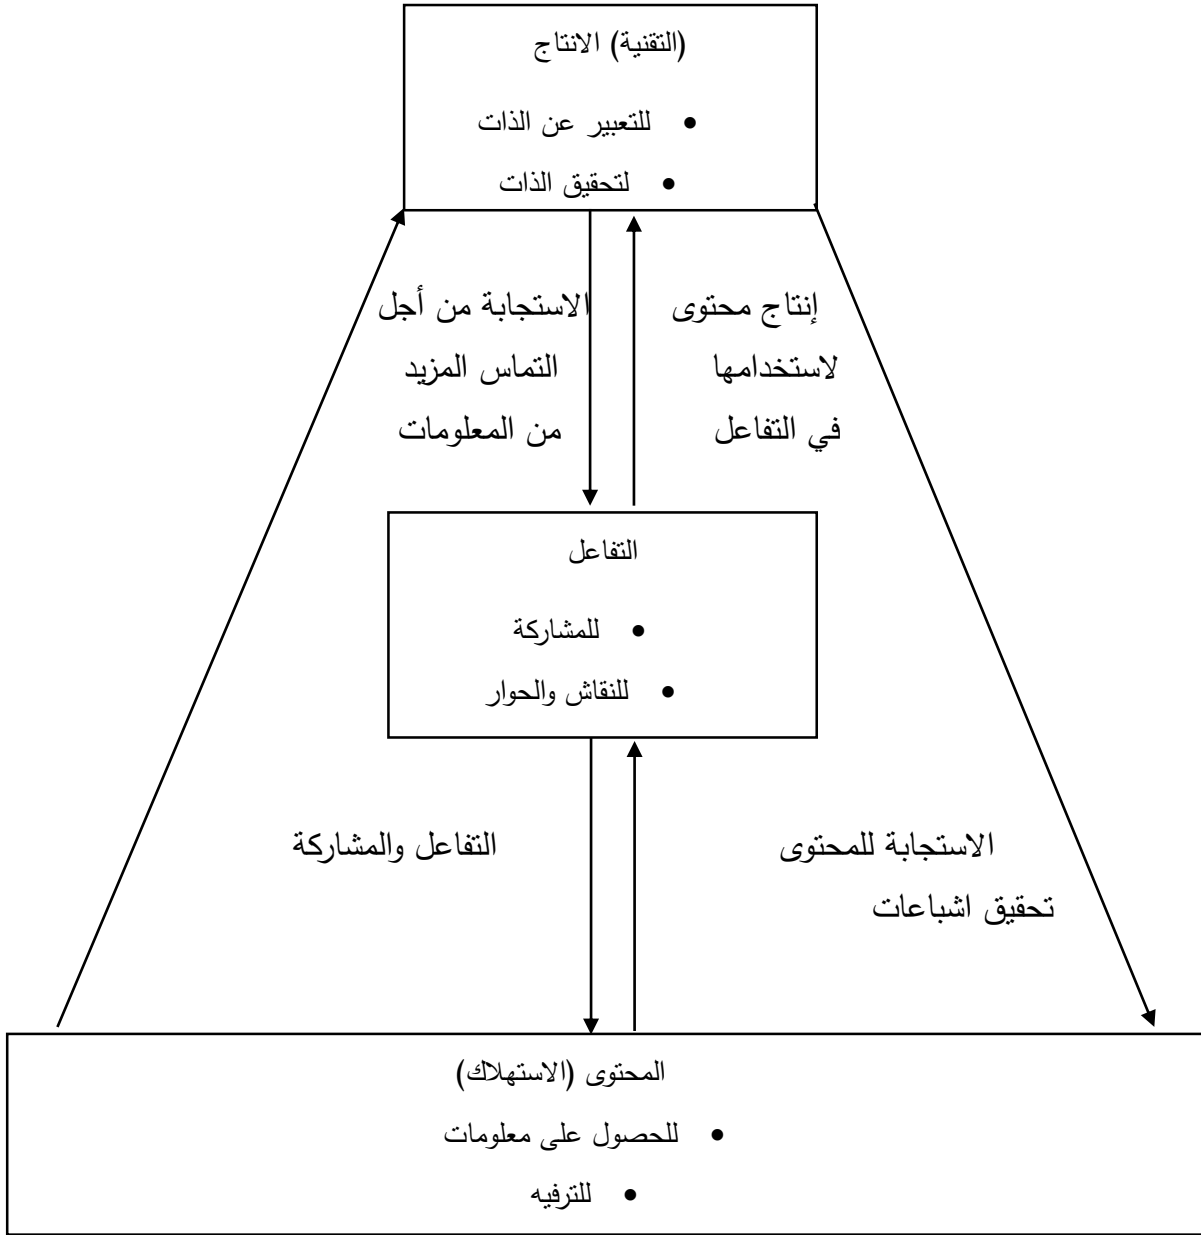 (التقنية) الانتاج
• للتعبير عن الذات
• لتحقيق الذات
إنتاج محتوى
لاستخدامها
في التفاعل
الاستجابة من أجل
التماس المزيد
من المعلومات
التفاعل
• للمشاركة
• للنقاش والحوار
الاستجابة للمحتوى
تحقيق اشباعات
التفاعل والمشاركة
المحتوى (الاستهلاك)
• للحصول على معلومات
• للترفيه